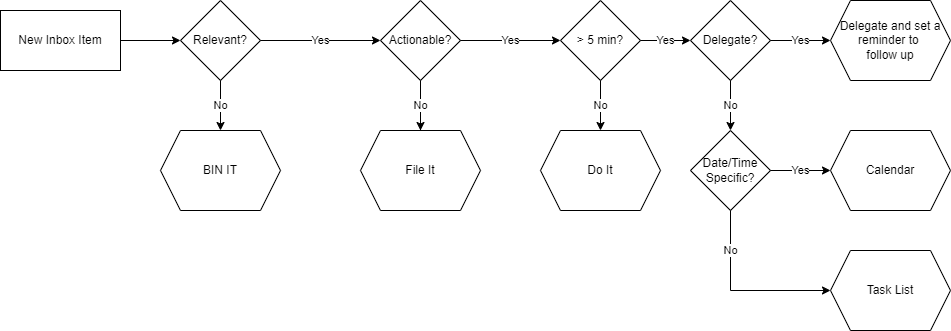 New Inbox Item
Relevant?
Yes
Actionable?
Yes
> 5 min?
Yes
Delegate?
Yes
Delegate and set a
reminder to
follow up
No
No
No
No
BIN IT
File It
Do It
Date/Time
Specific?
Yes
Calendar
No
Task List